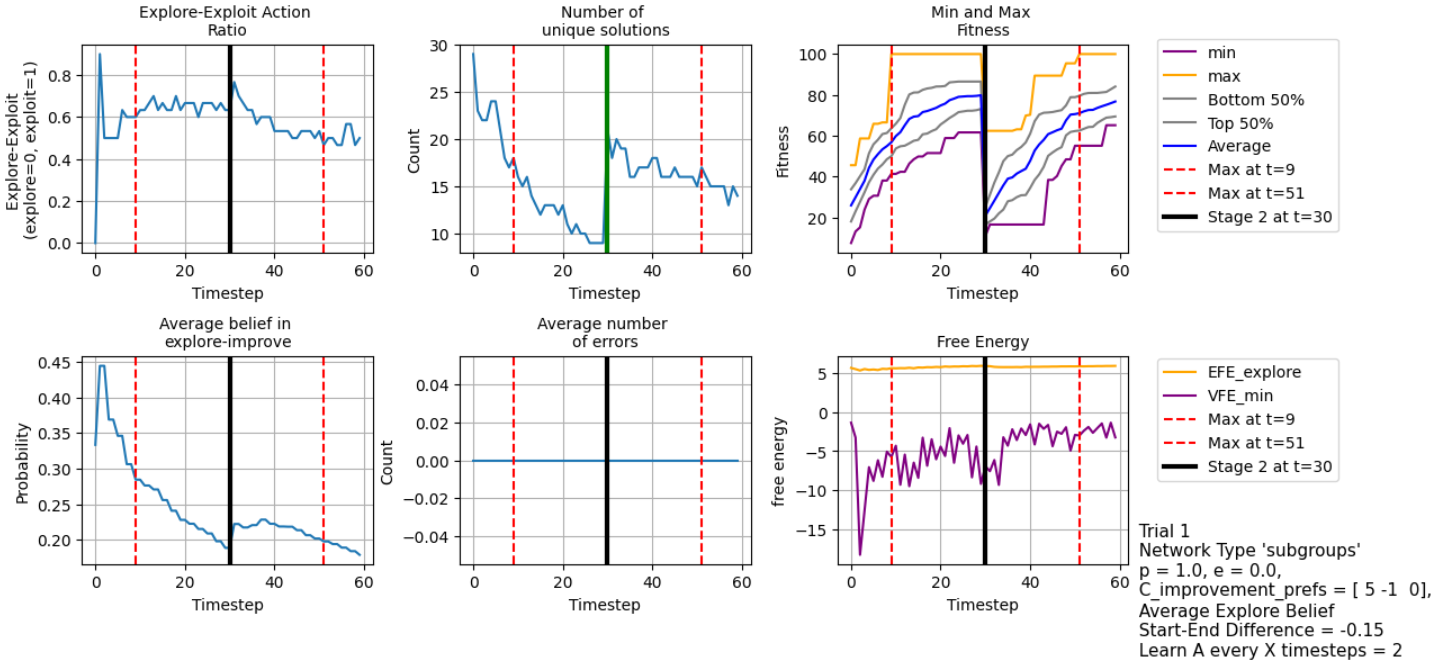 Explore-Exploit Action
Ratio
Explore-Exploit
(explore=0, exploit=1)
0.8
0.6
0.4
0.2
0.0
0
20
40
60
Timestep
Number of
unique solutions
Count
30
25
20
15
10
0
20
40
60
Timestep
Min and Max
Fitness
Fitness
100
80
60
40
20
0
20
40
60
Timestep
min
max
Bottom 50%
Top 50%
Average
Max at t=9
Max at t=51
Stage 2 at t=30
Average belief in
explore-improve
Probability
0.45
0.40
0.35
0.30
0.25
0.20
0
20
40
60
Timestep
Average number
of errors
Count
0.04
0.02
0.00
−0.02
−0.04
0
20
40
60
Timestep
Free Energy
free energy
5
0
−5
−10
−15
0
20
40
60
Timestep
EFE_explore
VFE_min
Max at t=9
Max at t=51
Stage 2 at t=30
Trial 1
Network Type 'subgroups'
p = 1.0, e = 0.0,
C_improvement_prefs = [ 5 -1  0],
Average Explore Belief
Start-End Difference = -0.15
Learn A every X timesteps = 2